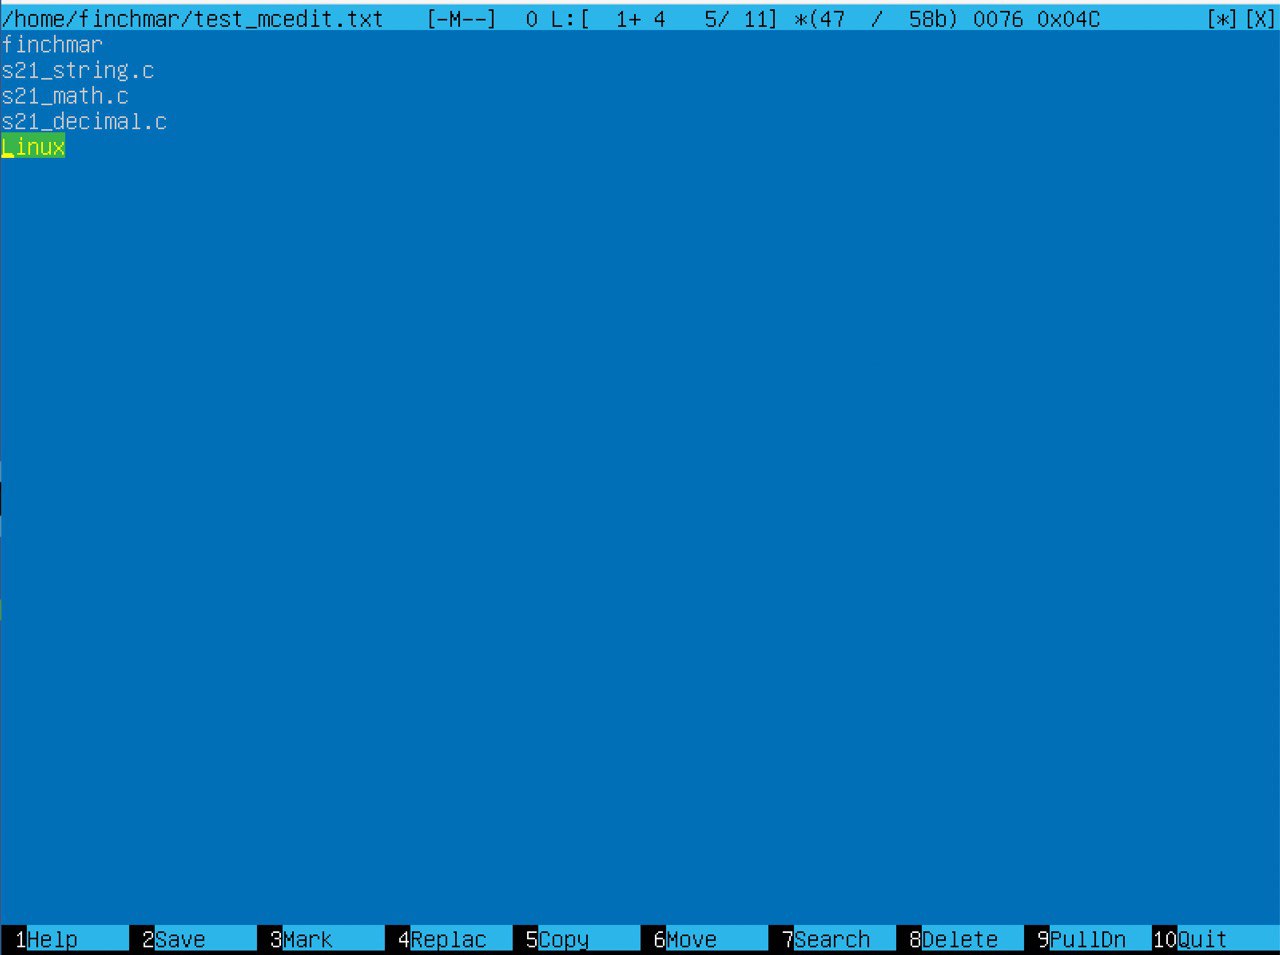 /home/finchmar/test_mcedit.txt [-M--] 0 L:[ 1+ 4 5/ 11] *(47 / 58b) 0076 0x04C [*][X]
finchmar
s21_string.c
s21_math.c
s21_decimal.c
Linux
1Help 2Save 3Mark 4Replac 5Copy 6Move 7Search 8Delete 9PullDn 10Quit